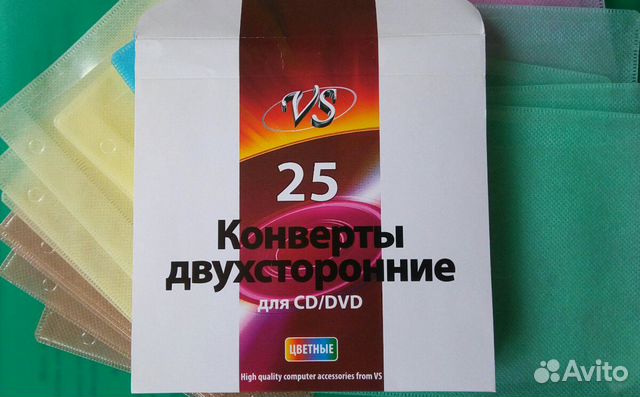 VS
25
Конверты
двухсторонние
для CD/DVD
ЦВЕТНЫЕ
High quality computer accessories from VS
Avito